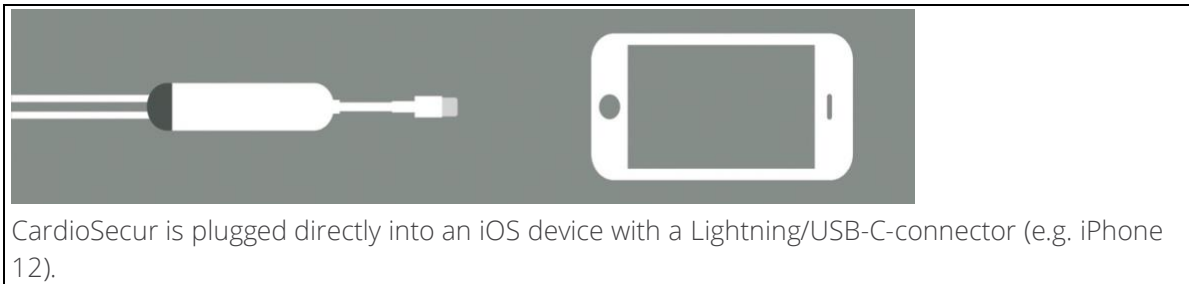 CardioSecur is plugged directly into an iOS device with a Lightning/USB-C-connector (e.g. iPhone
12).